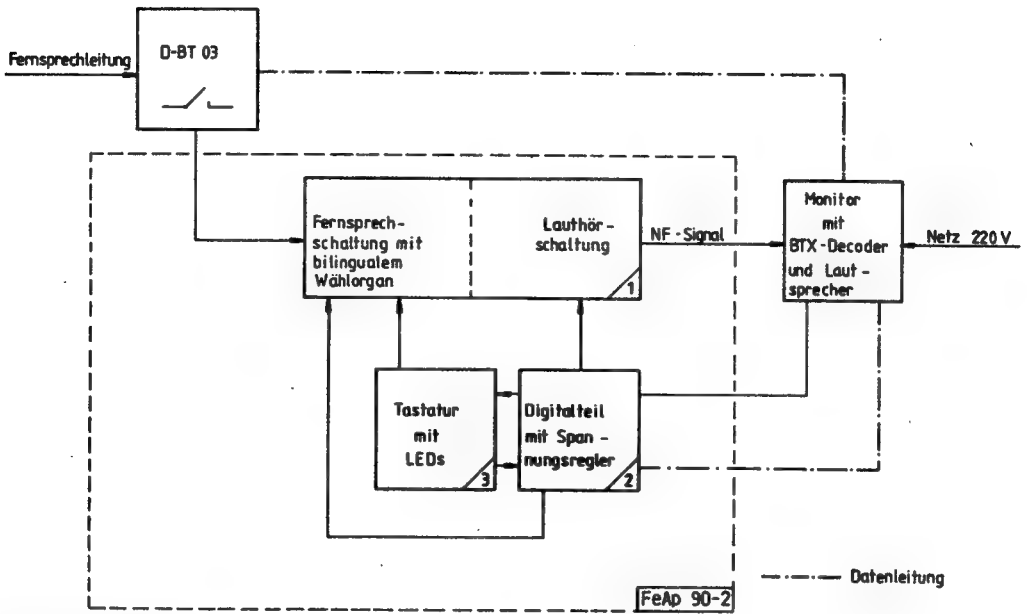 D-BT 03
Fernsprechleitung
Fernsprech-
schaltung mit
bilingualem
Wählorgan
Lauthör-
schaltung
1
NF-Signal
Monitor
mit
BTX-Decoder
und Laut-
sprecher
Netz 220 V
Tastatur
mit
LEDs
3
Digitalteil
mit Span-
nungsregler
2
Datenleitung
FeAp 90-2